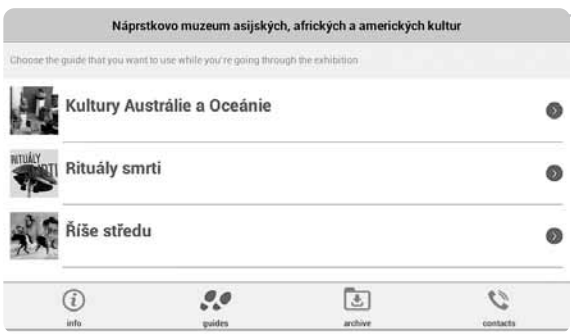 Náprstkovo muzeum asijských, afrických a amerických kultur
Choose the guide that you want to use while you're going through the exhibition
Kultury Austrálie a Oceánie
RITUÁLY
Rituály smrti
Říše středu
info
guides
archive
contacts